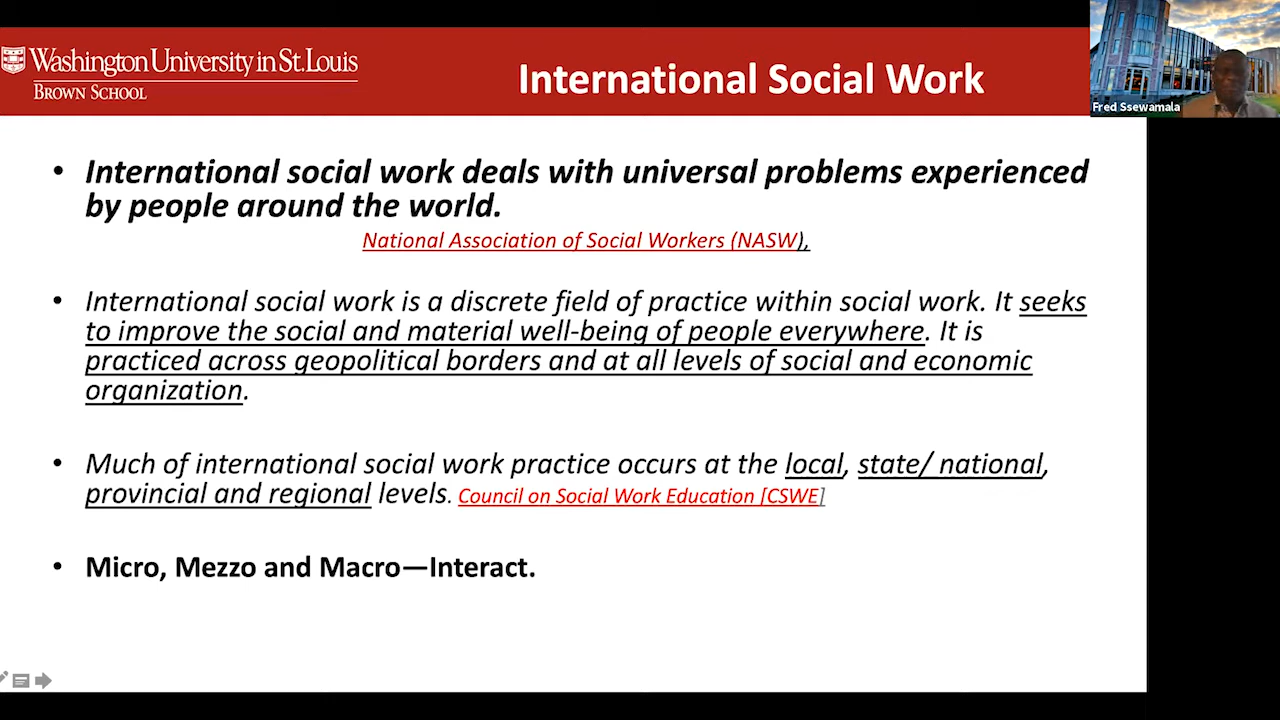 Washington University in St. Louis
BROWN SCHOOL
International Social Work
Fred Ssewamala
• International social work deals with universal problems experienced
by people around the world.
National Association of Social Workers (NASW),
• International social work is a discrete field of practice within social work. It seeks
to improve the social and material well-being of people everywhere. It is
practiced across geopolitical borders and at all levels of social and economic
organization.
• Much of international social work practice occurs at the local, state/ national,
provincial and regional levels. Council on Social Work Education [CSWE]
• Micro, Mezzo and Macro—Interact.